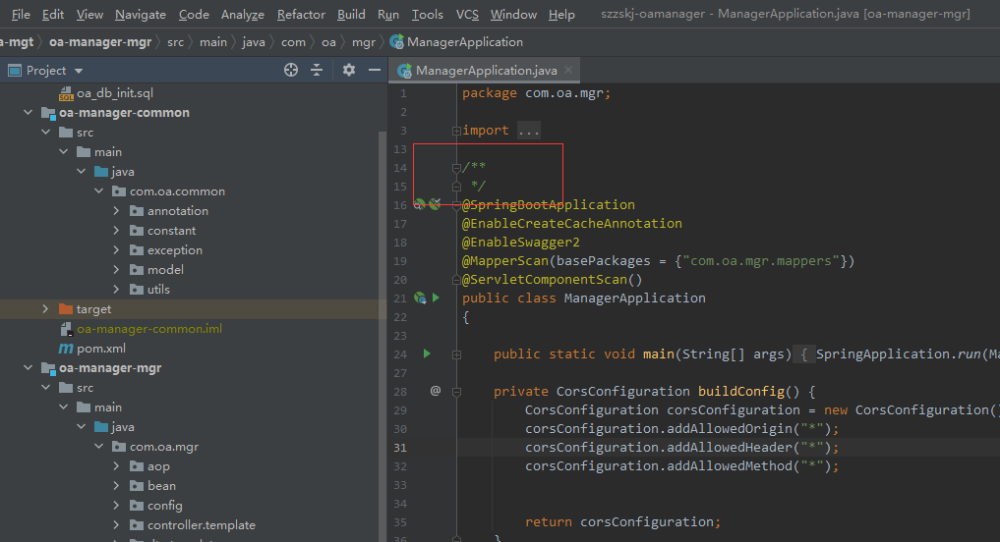 File Edit View Navigate Code Analyze Refactor Build Run Tools VCS Window Help szzskj-oamanager - ManagerApplication.java [oa-manager-mgr]
a-mgt oa-manager-mgr src main java com oa mgr ManagerApplication
Project
ManagerApplication.java
oa_db_init.sql
oa-manager-common
src
main
java
com.oa.common
annotation
constant
exception
model
utils
target
oa-manager-common.iml
pom.xml
oa-manager-mgr
src
main
java
com.oa.mgr
aop
bean
config
controller.template
1 package com.oa.mgr;
2
3 import ...
13
14 /**
15 */
16 @SpringBootApplication
17 @EnableCreateCacheAnnotation
18 @EnableSwagger2
19 @MapperScan(basePackages = {"com.oa.mgr.mappers"})
20 @ServletComponentScan()
21 public class ManagerApplication
22 {
23
24 public static void main(String[] args) { SpringApplication.run(Ma
27
28 @ private CorsConfiguration buildConfig() {
29 CorsConfiguration corsConfiguration = new CorsConfiguration()
30 corsConfiguration.addAllowedOrigin("*");
31 corsConfiguration.addAllowedHeader("*");
32 corsConfiguration.addAllowedMethod("*");
33
34
35 return corsConfiguration;
36 }